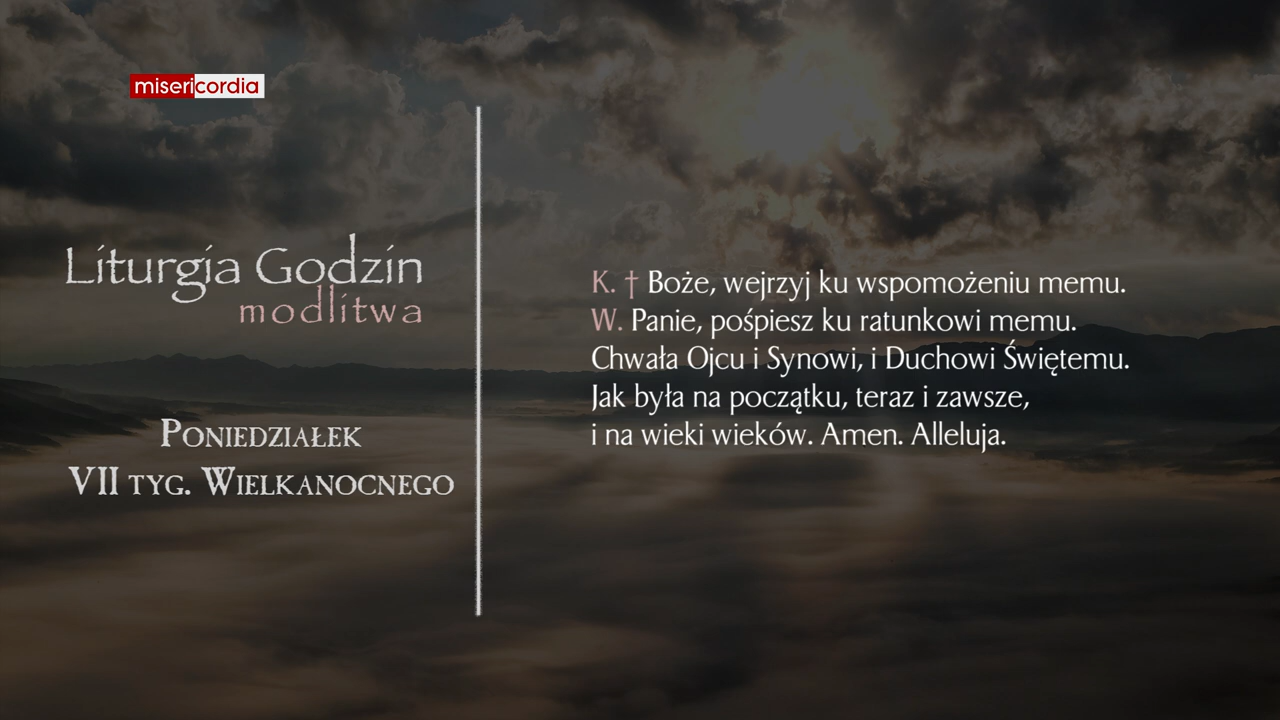 misericordia
Liturgia Godzin
modlitwa
Poniedziałek
VII tyg. Wielkanocnego
K. † Boże, wejrzyj ku wspomożeniu memu.
W. Panie, pośpiesz ku ratunkowi memu.
Chwała Ojcu i Synowi, i Duchowi Świętemu.
Jak była na początku, teraz i zawsze,
i na wieki wieków. Amen. Alleluja.